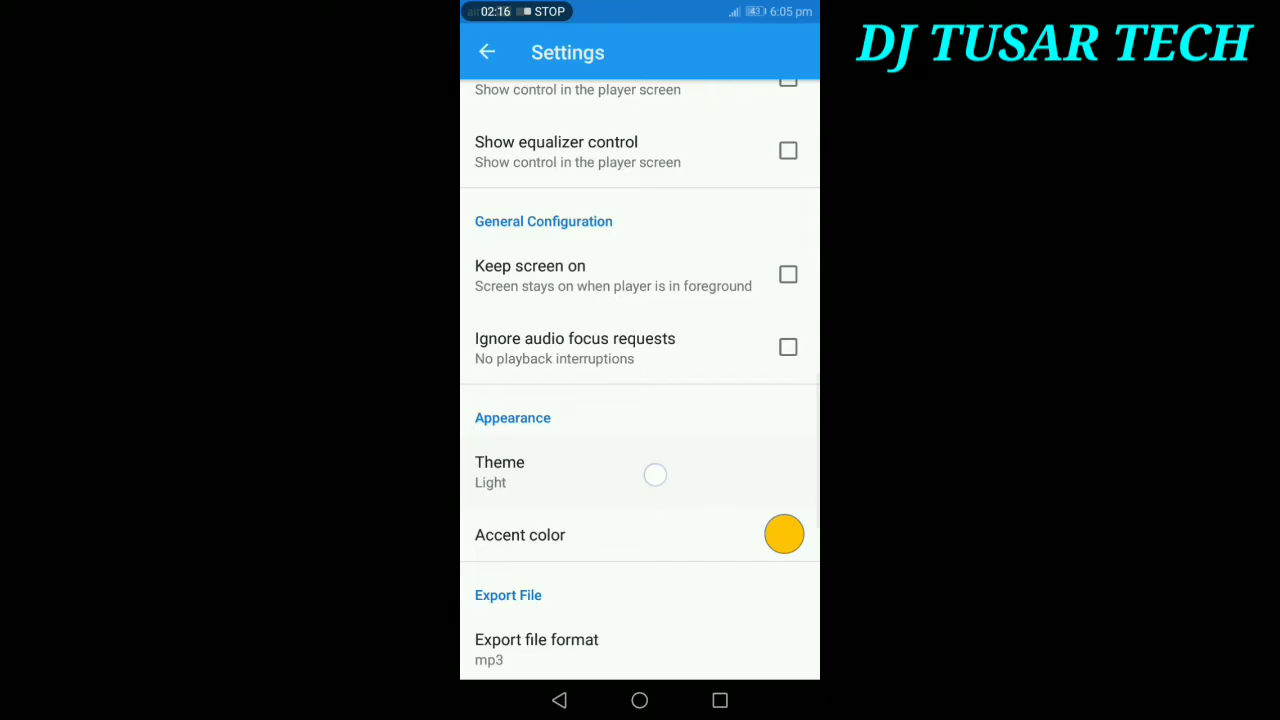 02:16 STOP
43 6:05 pm
DJ TUSAR TECH
Settings
Show control in the player screen
Show equalizer control
Show control in the player screen
General Configuration
Keep screen on
Screen stays on when player is in foreground
Ignore audio focus requests
No playback interruptions
Appearance
Theme
Light
Accent color
Export File
Export file format
mp3